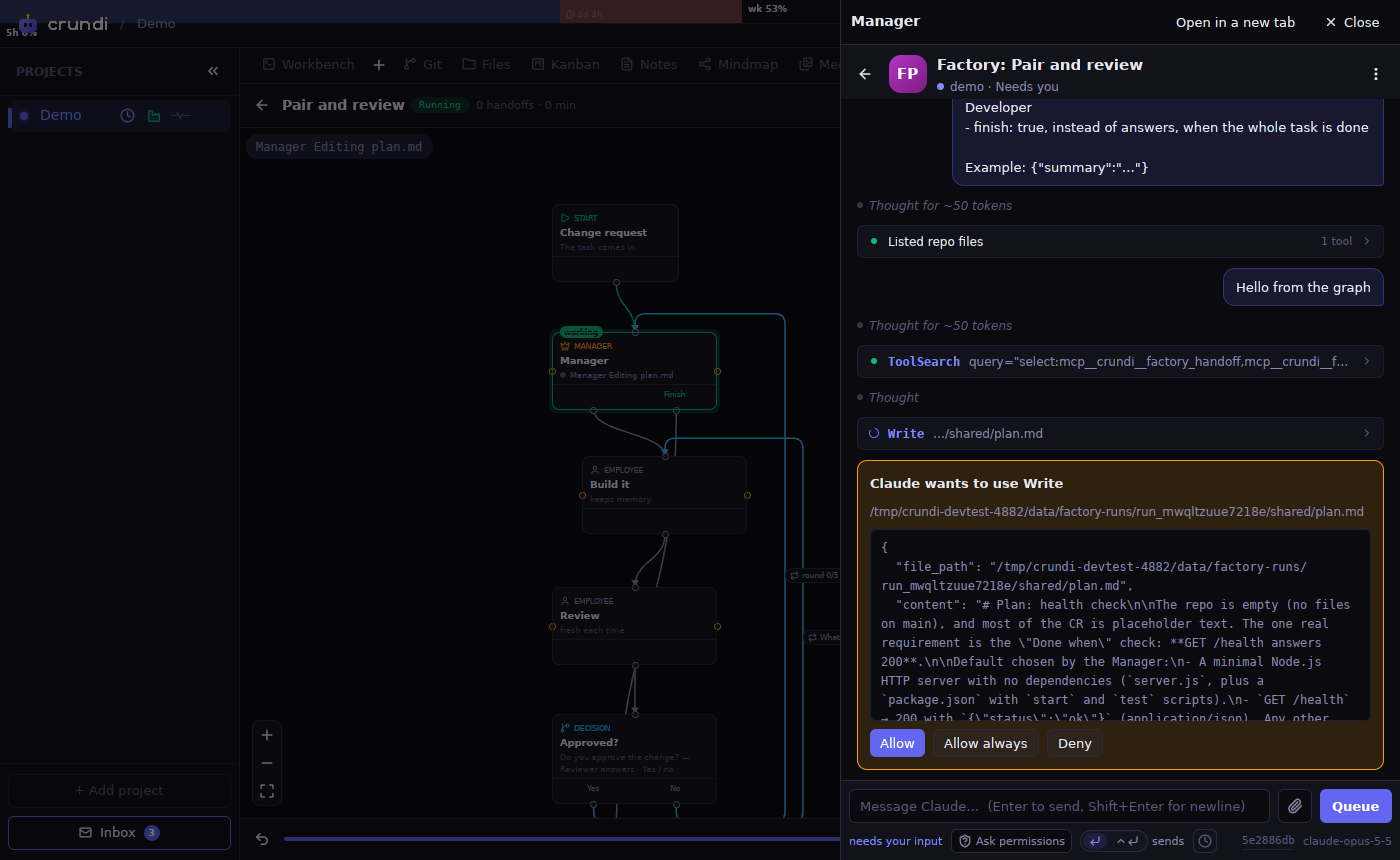 crundi / Demo
4d 4h
wk 53%
PROJECTS
Demo
+ Add project
Inbox 3
Workbench
Git
Files
Kanban
Notes
Mindmap
Pair and review Running 0 handoffs · 0 min
Manager Editing plan.md
START
Change request
The task comes in
working
MANAGER
Manager
Manager Editing plan.md
Finish
EMPLOYEE
Build it
keeps memory
round 0/5
EMPLOYEE
Review
fresh each time
What
DECISION
Approved?
Do you approve the change? —
Reviewer answers · Yes / no
Yes No
Manager
Open in a new tab
Close
FP
Factory: Pair and review
demo · Needs you
Developer
- finish: true, instead of answers, when the whole task is done
Example: {"summary":"..."}
Thought for ~50 tokens
Listed repo files 1 tool
Hello from the graph
Thought for ~50 tokens
ToolSearch query="select:mcp__crundi__factory_handoff,mcp__crundi__f...
Thought
Write .../shared/plan.md
Claude wants to use Write
/tmp/crundi-devtest-4882/data/factory-runs/run_mwqltzuue7218e/shared/plan.md
{
"file_path": "/tmp/crundi-devtest-4882/data/factory-runs/
run_mwqltzuue7218e/shared/plan.md",
"content": "# Plan: health check\n\nThe repo is empty (no files
on main), and most of the CR is placeholder text. The one real
requirement is the \"Done when\" check: **GET /health answers
200**.\n\nDefault chosen by the Manager:\n- A minimal Node.js
HTTP server with no dependencies (`server.js`, plus a
`package.json` with `start` and `test` scripts).\n- `GET /health`
→ 200 with `{\"status\":\"ok\"}` (application/json). Any other
Allow
Allow always
Deny
Message Claude... (Enter to send, Shift+Enter for newline)
Queue
needs your input
Ask permissions
sends
5e2886db
claude-opus-5-5